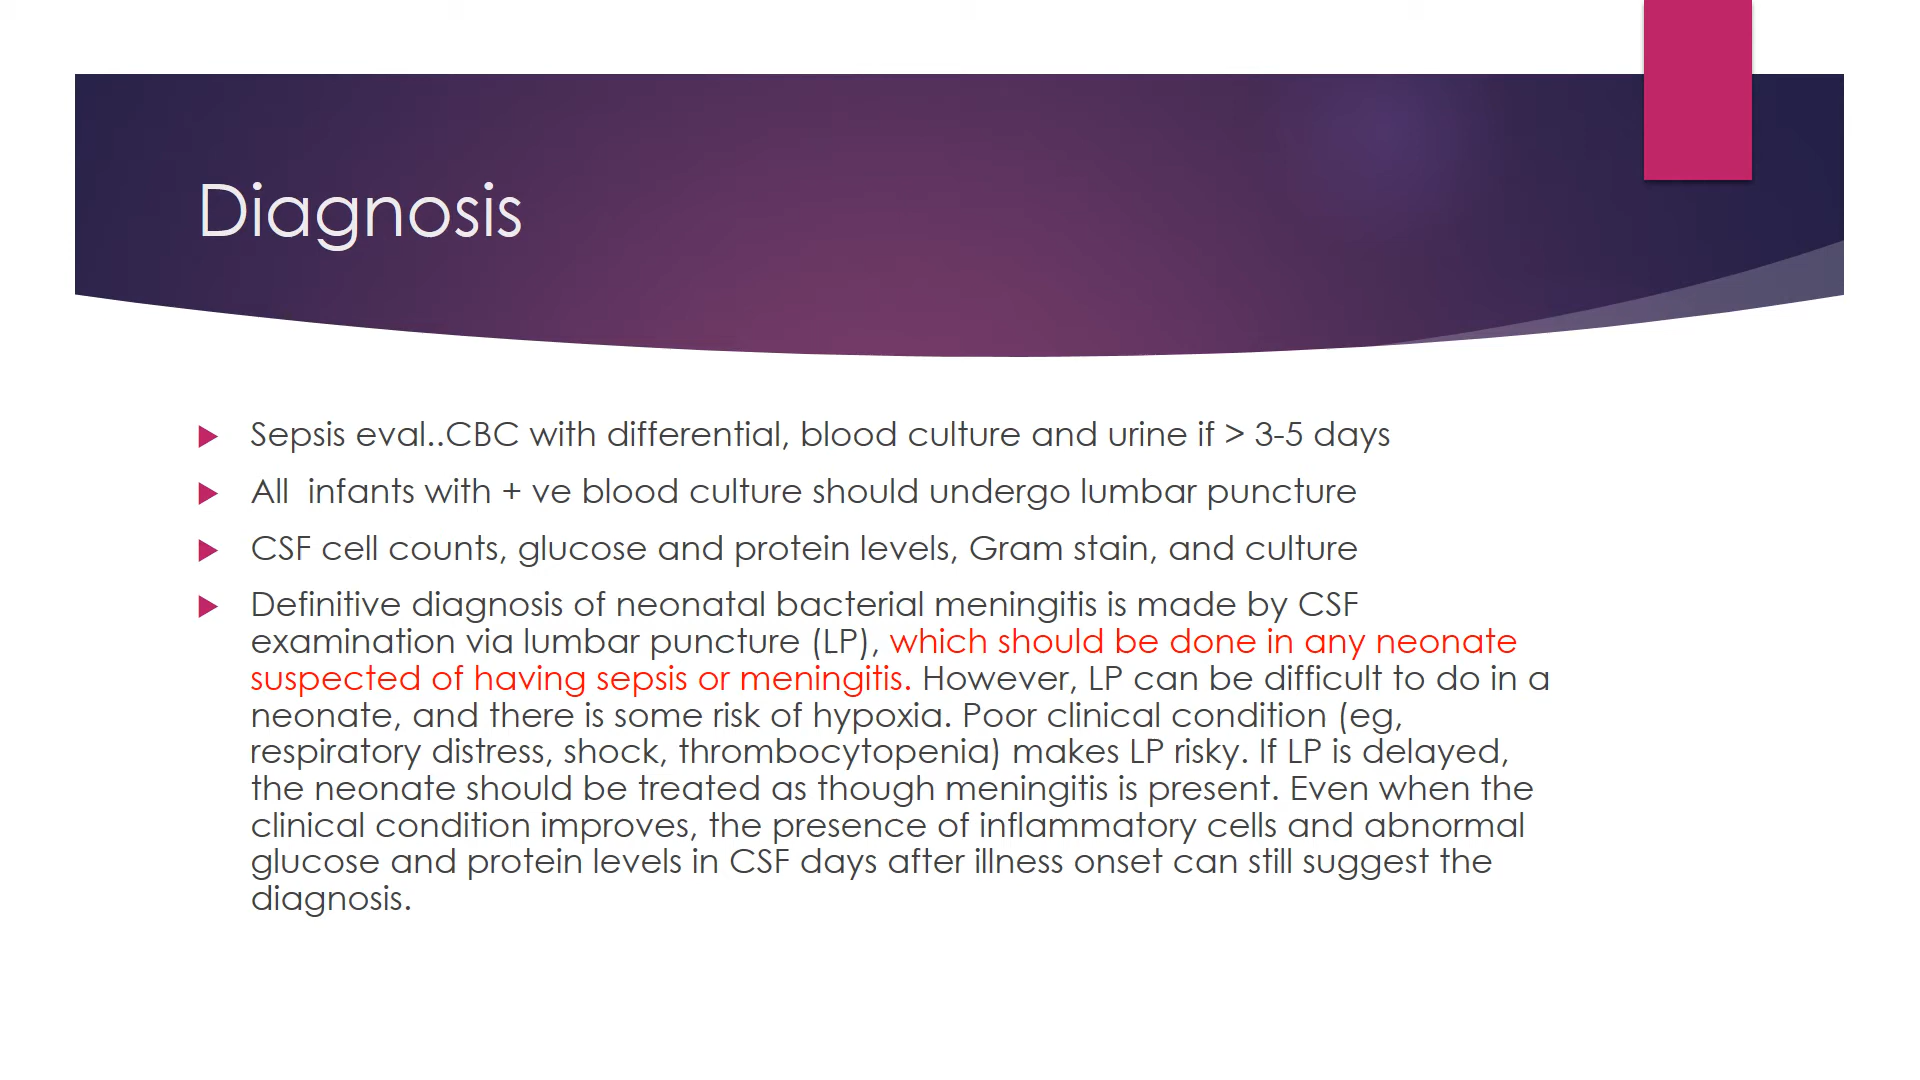 Diagnosis
Sepsis eval..CBC with differential, blood culture and urine if > 3-5 days
All infants with + ve blood culture should undergo lumbar puncture
CSF cell counts, glucose and protein levels, Gram stain, and culture
Definitive diagnosis of neonatal bacterial meningitis is made by CSF
examination via lumbar puncture (LP), which should be done in any neonate
suspected of having sepsis or meningitis. However, LP can be difficult to do in a
neonate, and there is some risk of hypoxia. Poor clinical condition (eg,
respiratory distress, shock, thrombocytopenia) makes LP risky. If LP is delayed,
the neonate should be treated as though meningitis is present. Even when the
clinical condition improves, the presence of inflammatory cells and abnormal
glucose and protein levels in CSF days after illness onset can still suggest the
diagnosis.